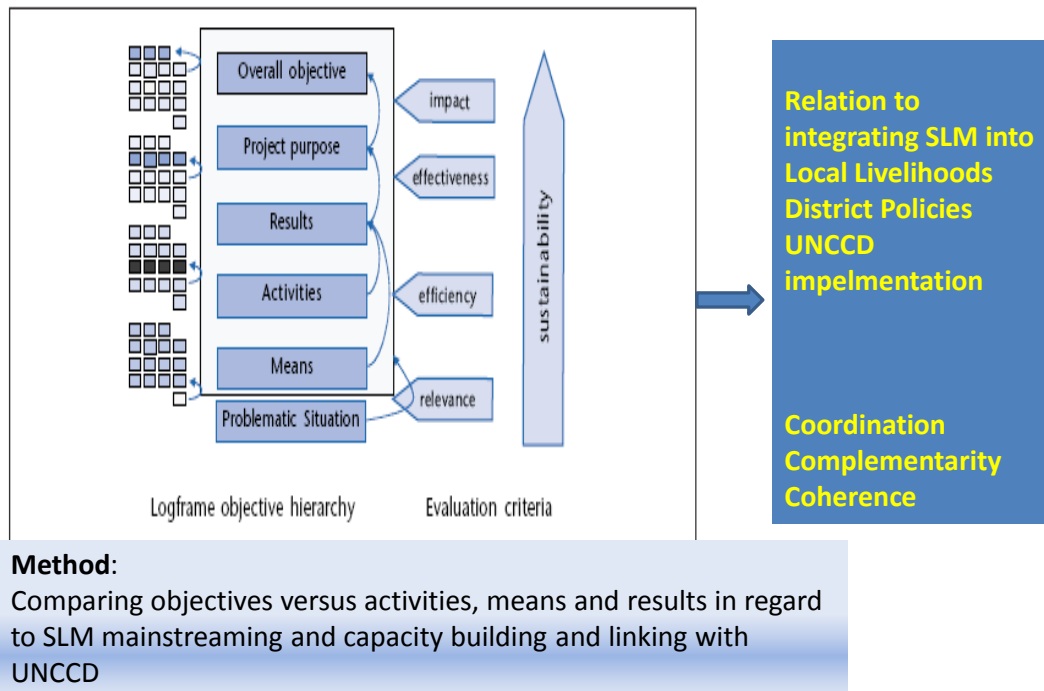 Overall objective
Project purpose
Results
Activities
Means
Problematic Situation
impact
effectiveness
efficiency
relevance
sustainability
Logframe objective hierarchy
Evaluation criteria
Relation to
integrating SLM into
Local Livelihoods
District Policies
UNCCD
impelmentation
Coordination
Complementarity
Coherence
Method:
Comparing objectives versus activities, means and results in regard
to SLM mainstreaming and capacity building and linking with
UNCCD